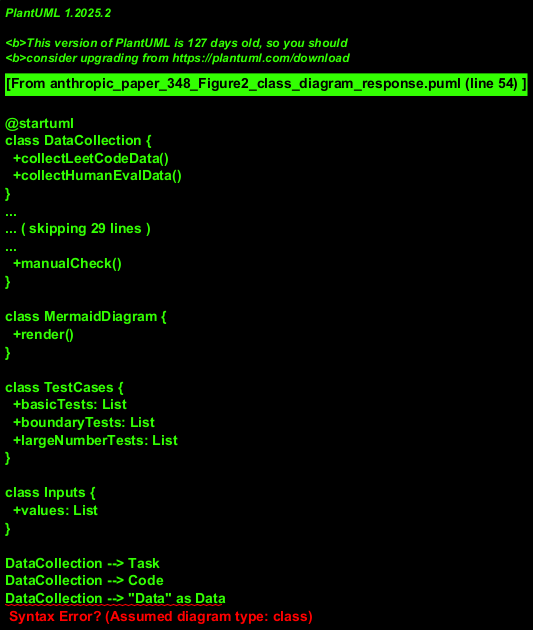 PlantUML 1.2025.2
<b>This version of PlantUML is 127 days old, so you should
<b>consider upgrading from https://plantuml.com/download
[From anthropic_paper_348_Figure2_class_diagram_response.puml (line 54) ]
@startuml
class DataCollection {
+collectLeetCodeData()
+collectHumanEvalData()
}
...
... ( skipping 29 lines )
...
+manualCheck()
}
class MermaidDiagram {
+render()
}
class TestCases {
+basicTests: List
+boundaryTests: List
+largeNumberTests: List
}
class Inputs {
+values: List
}
DataCollection --> Task
DataCollection --> Code
DataCollection --> "Data" as Data
Syntax Error? (Assumed diagram type: class)